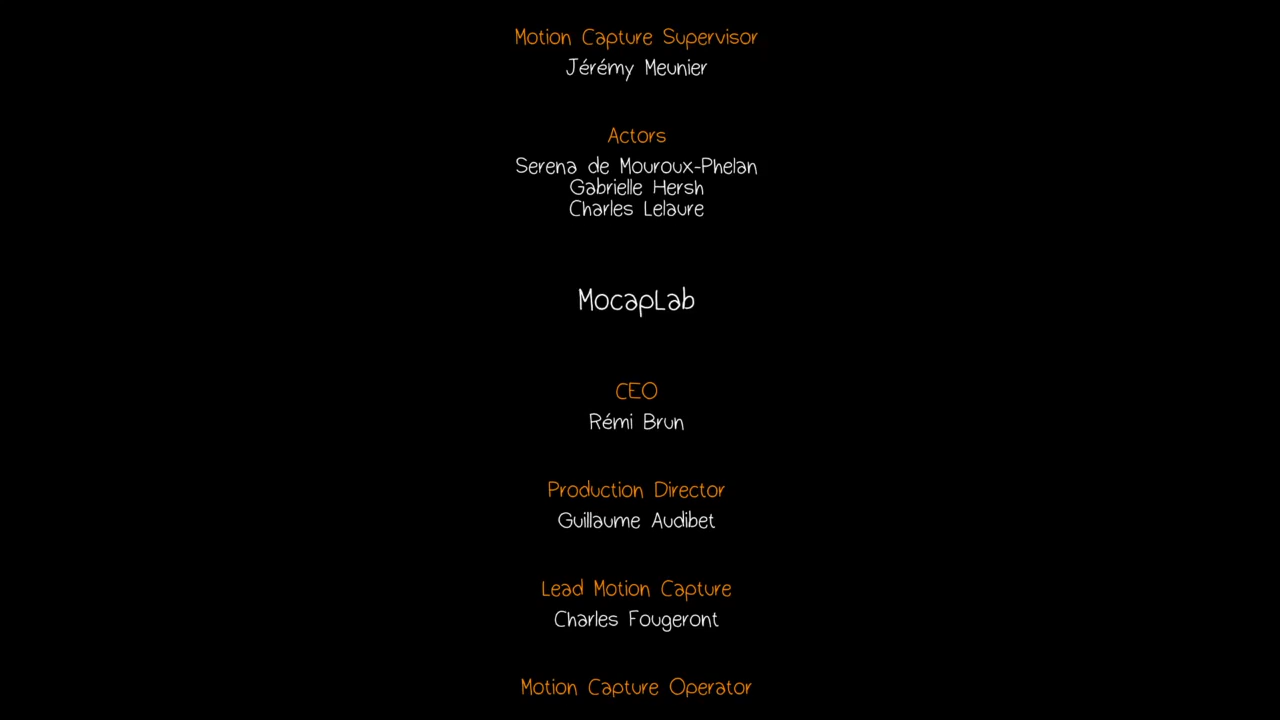 Motion Capture Supervisor
Jérémy Meunier
Actors
Serena de Mouroux-Phelan
Gabrielle Hersh
Charles Lelaure
MocapLab
CEO
Rémi Brun
Production Director
Guillaume Audibet
Lead Motion Capture
Charles Fougeront
Motion Capture Operator